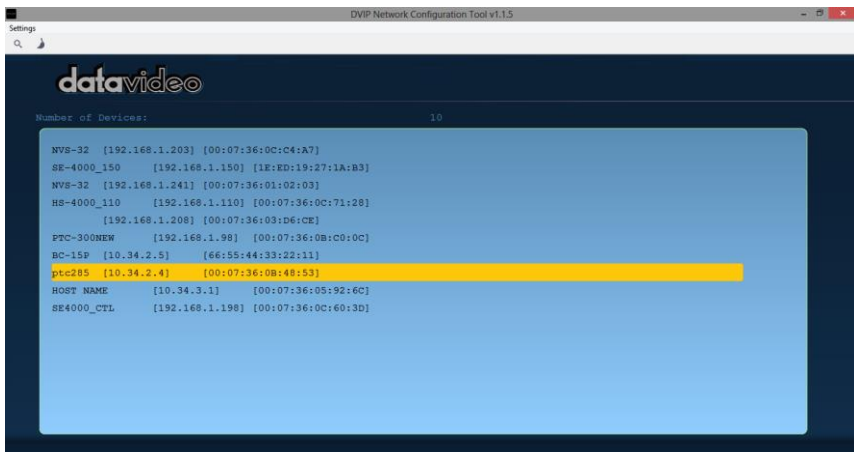 DVIP Network Configuration Tool v1.1.5
Settings
datavideo
Number of Devices: 10
NVS-32 [192.168.1.203] [00:07:36:0C:C4:A7]
SE-4000_150 [192.168.1.150] [1E:ED:19:27:1A:B3]
NVS-32 [192.168.1.241] [00:07:36:01:02:03]
HS-4000_110 [192.168.1.110] [00:07:36:0C:71:28]
[192.168.1.208] [00:07:36:03:D6:CE]
PTC-300NEW [192.168.1.98] [00:07:36:0B:C0:0C]
BC-15P [10.34.2.5] [66:55:44:33:22:11]
ptc285 [10.34.2.4] [00:07:36:0B:48:53]
HOST NAME [10.34.3.1] [00:07:36:05:92:6C]
SE4000_CTL [192.168.1.198] [00:07:36:0C:60:3D]